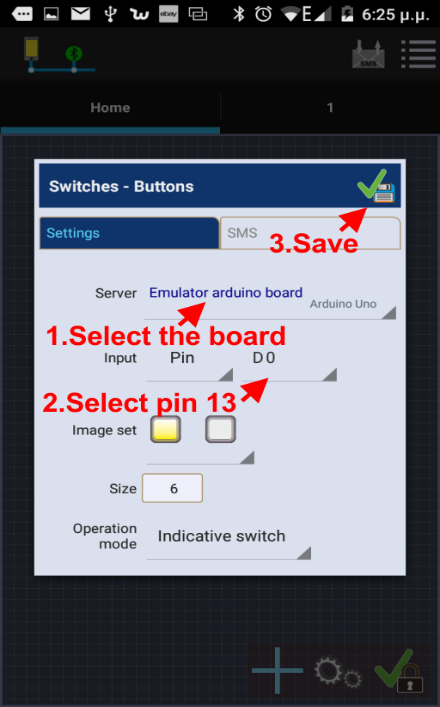 ebay
E
6:25 μ.μ.
SMS
Home 1
Switches - Buttons
Settings
SMS
3.Save
Server
Emulator arduino board
Arduino Uno
1.Select the board
Input
Pin
D 0
2.Select pin 13
Image set
Size
6
Operation
mode
Indicative switch